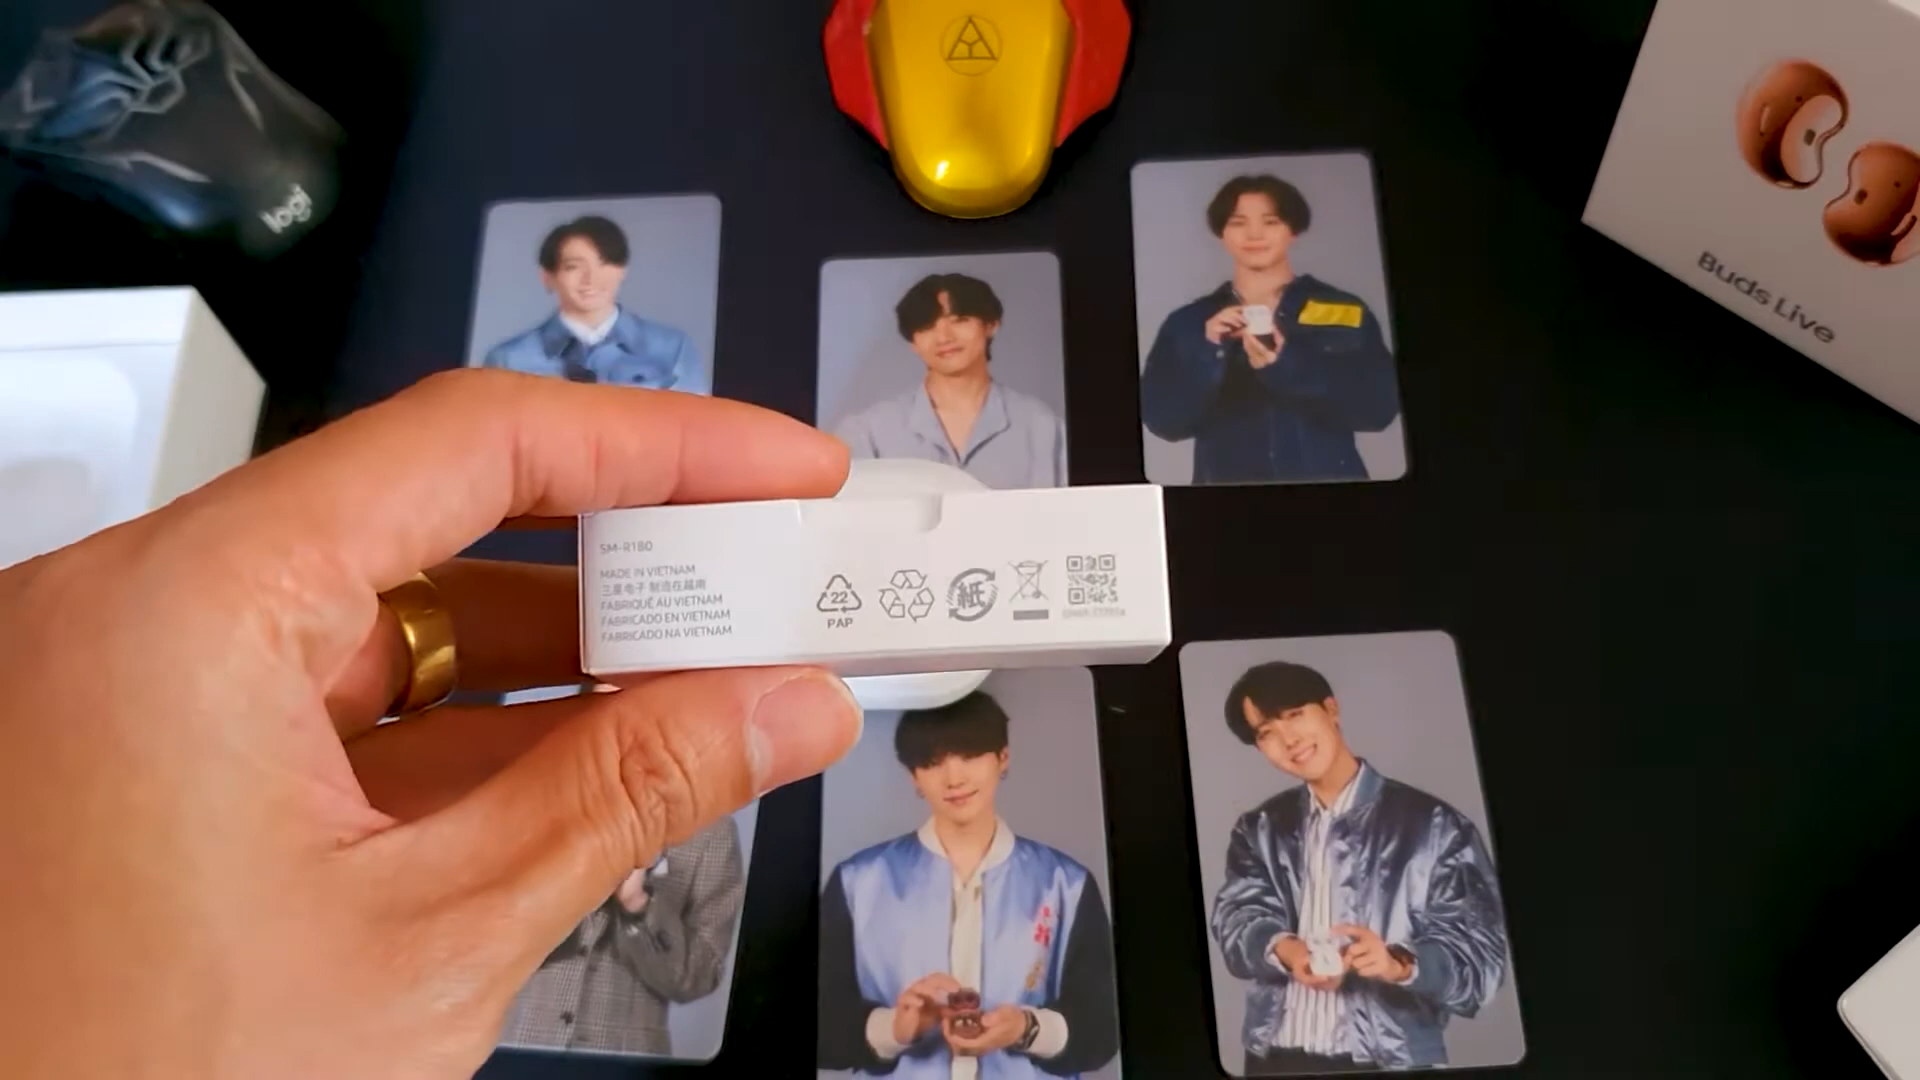 logi
Buds Live
SM-R180
MADE IN VIETNAM
三星电子 制造在越南
FABRIQUÉ AU VIETNAM
FABRICADO EN VIETNAM
FABRICADO NA VIETNAM
22
PAP
紙